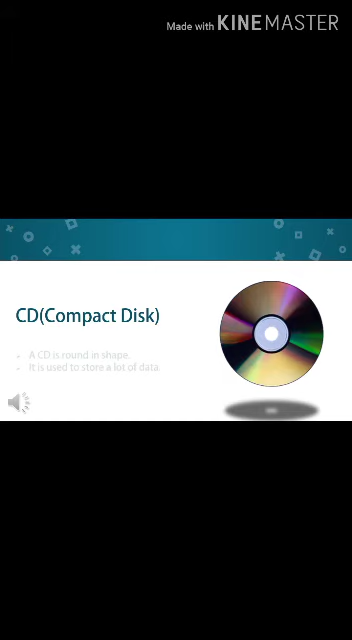 Made with KINEMASTER
CD(Compact Disk)
A CD is round in shape.
It is used to store a lot of data.